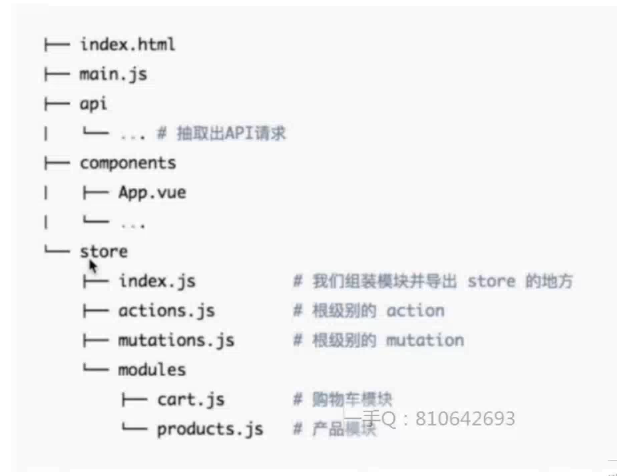 ├── index.html
├── main.js
├── api
│   └── ... # 抽取出API请求
├── components
│   ├── App.vue
│   └── ...
└── store
    ├── index.js          # 我们组装模块并导出 store 的地方
    ├── actions.js        # 根级别的 action
    ├── mutations.js      # 根级别的 mutation
    └── modules
        ├── cart.js       # 购物车模块
        └── products.js   # 产品模块
一手Q：810642693